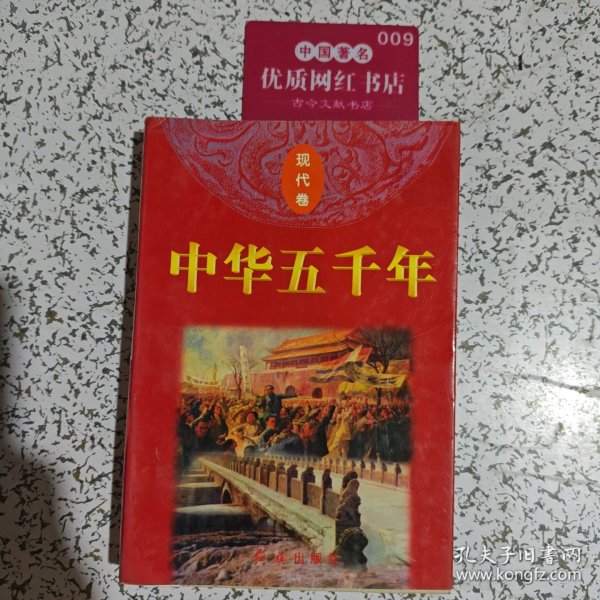 009
中国著名
优质网红书店
古今文献书店
现代卷
中华五千年
出版社
孔夫子旧书网
www.kongfz.com